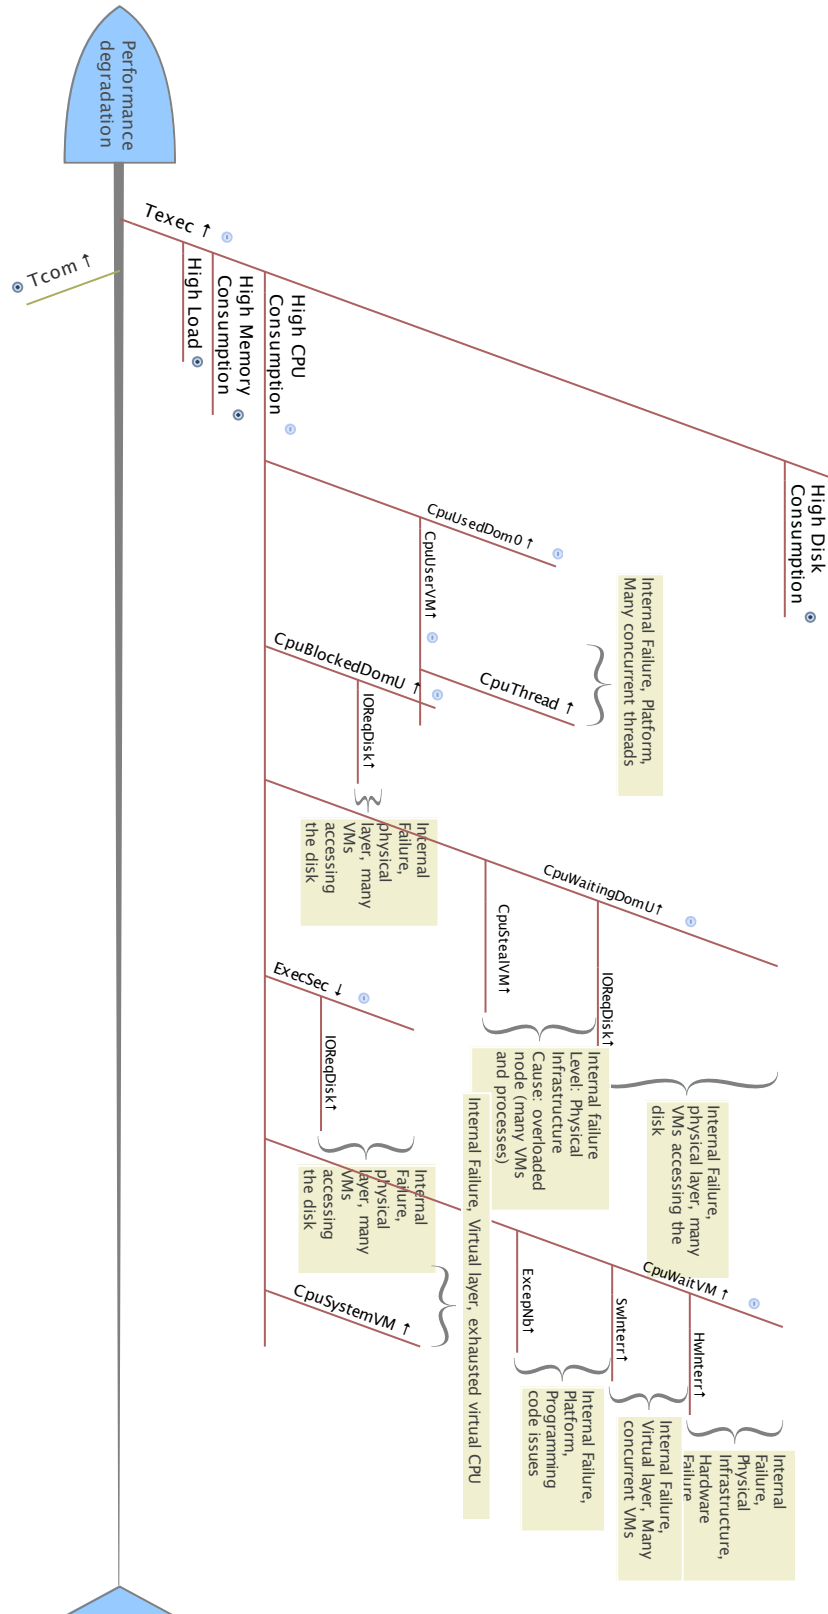 Performance
degradation
Texec ↑
Tcom ↑
High Load
High Memory
Consumption
High CPU
Consumption
High Disk
Consumption
CpuUsedDom0 ↑
CpuUserVM↑
CpuThread ↑
Internal Failure, Platform,
Many concurrent threads
CpuBlockedDomU ↑
IOReqDisk↑
Internal
Failure,
physical
layer, many
VMs
accessing
the disk
CpuWaitingDomU↑
CpuStealVM↑
IOReqDisk↑
Internal failure
Level: Physical
Infrastructure
Cause: overloaded
node (many VMs
and processes)
Internal Failure,
physical layer, many
VMs accessing the
disk
ExecSec ↓
IOReqDisk↑
Internal
Failure,
physical
layer, many
VMs
accessing
the disk
CpuWaitVM ↑
ExcepNb↑
SwInterr↑
HwInterr↑
Internal Failure,
Platform,
Programming
code issues
Internal Failure,
Virtual layer, Many
concurrent VMs
Internal
Failure,
Physical
Infrastructure,
Hardware
Failure
CpuSystemVM ↑
Internal Failure, Virtual layer, exhausted virtual CPU